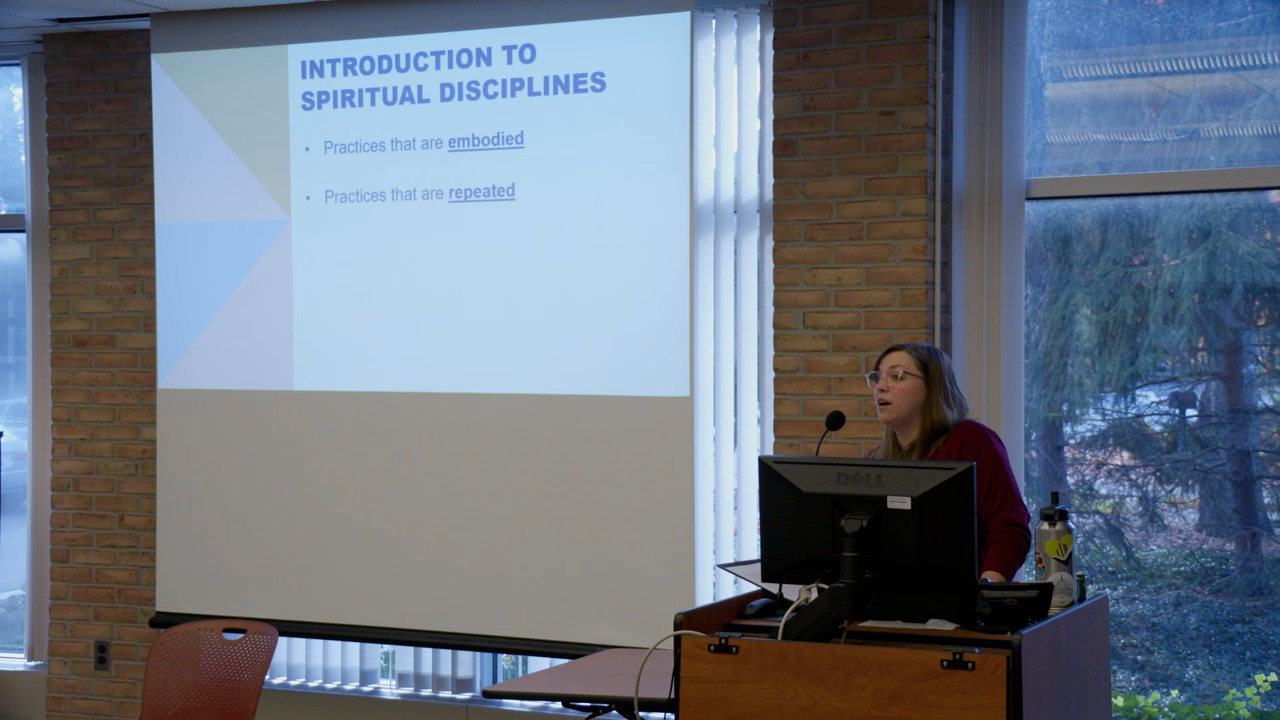 INTRODUCTION TO
SPIRITUAL DISCIPLINES
• Practices that are embodied
• Practices that are repeated
DELL